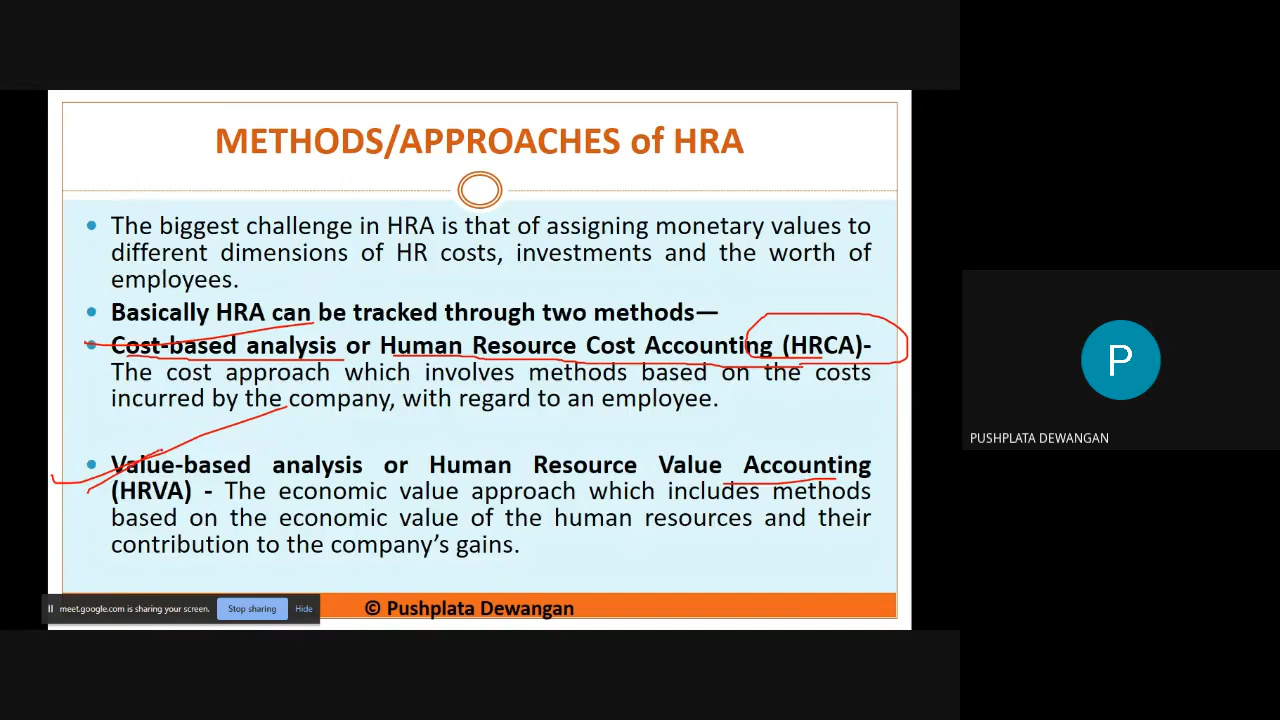 METHODS/APPROACHES of HRA
The biggest challenge in HRA is that of assigning monetary values to
different dimensions of HR costs, investments and the worth of
employees.
Basically HRA can be tracked through two methods—
Cost-based analysis or Human Resource Cost Accounting (HRCA)-
The cost approach which involves methods based on the costs
incurred by the company, with regard to an employee.
Value-based analysis or Human Resource Value Accounting
(HRVA) - The economic value approach which includes methods
based on the economic value of the human resources and their
contribution to the company's gains.
meet.google.com is sharing your screen. Stop sharing Hide
© Pushplata Dewangan
P
PUSHPLATA DEWANGAN